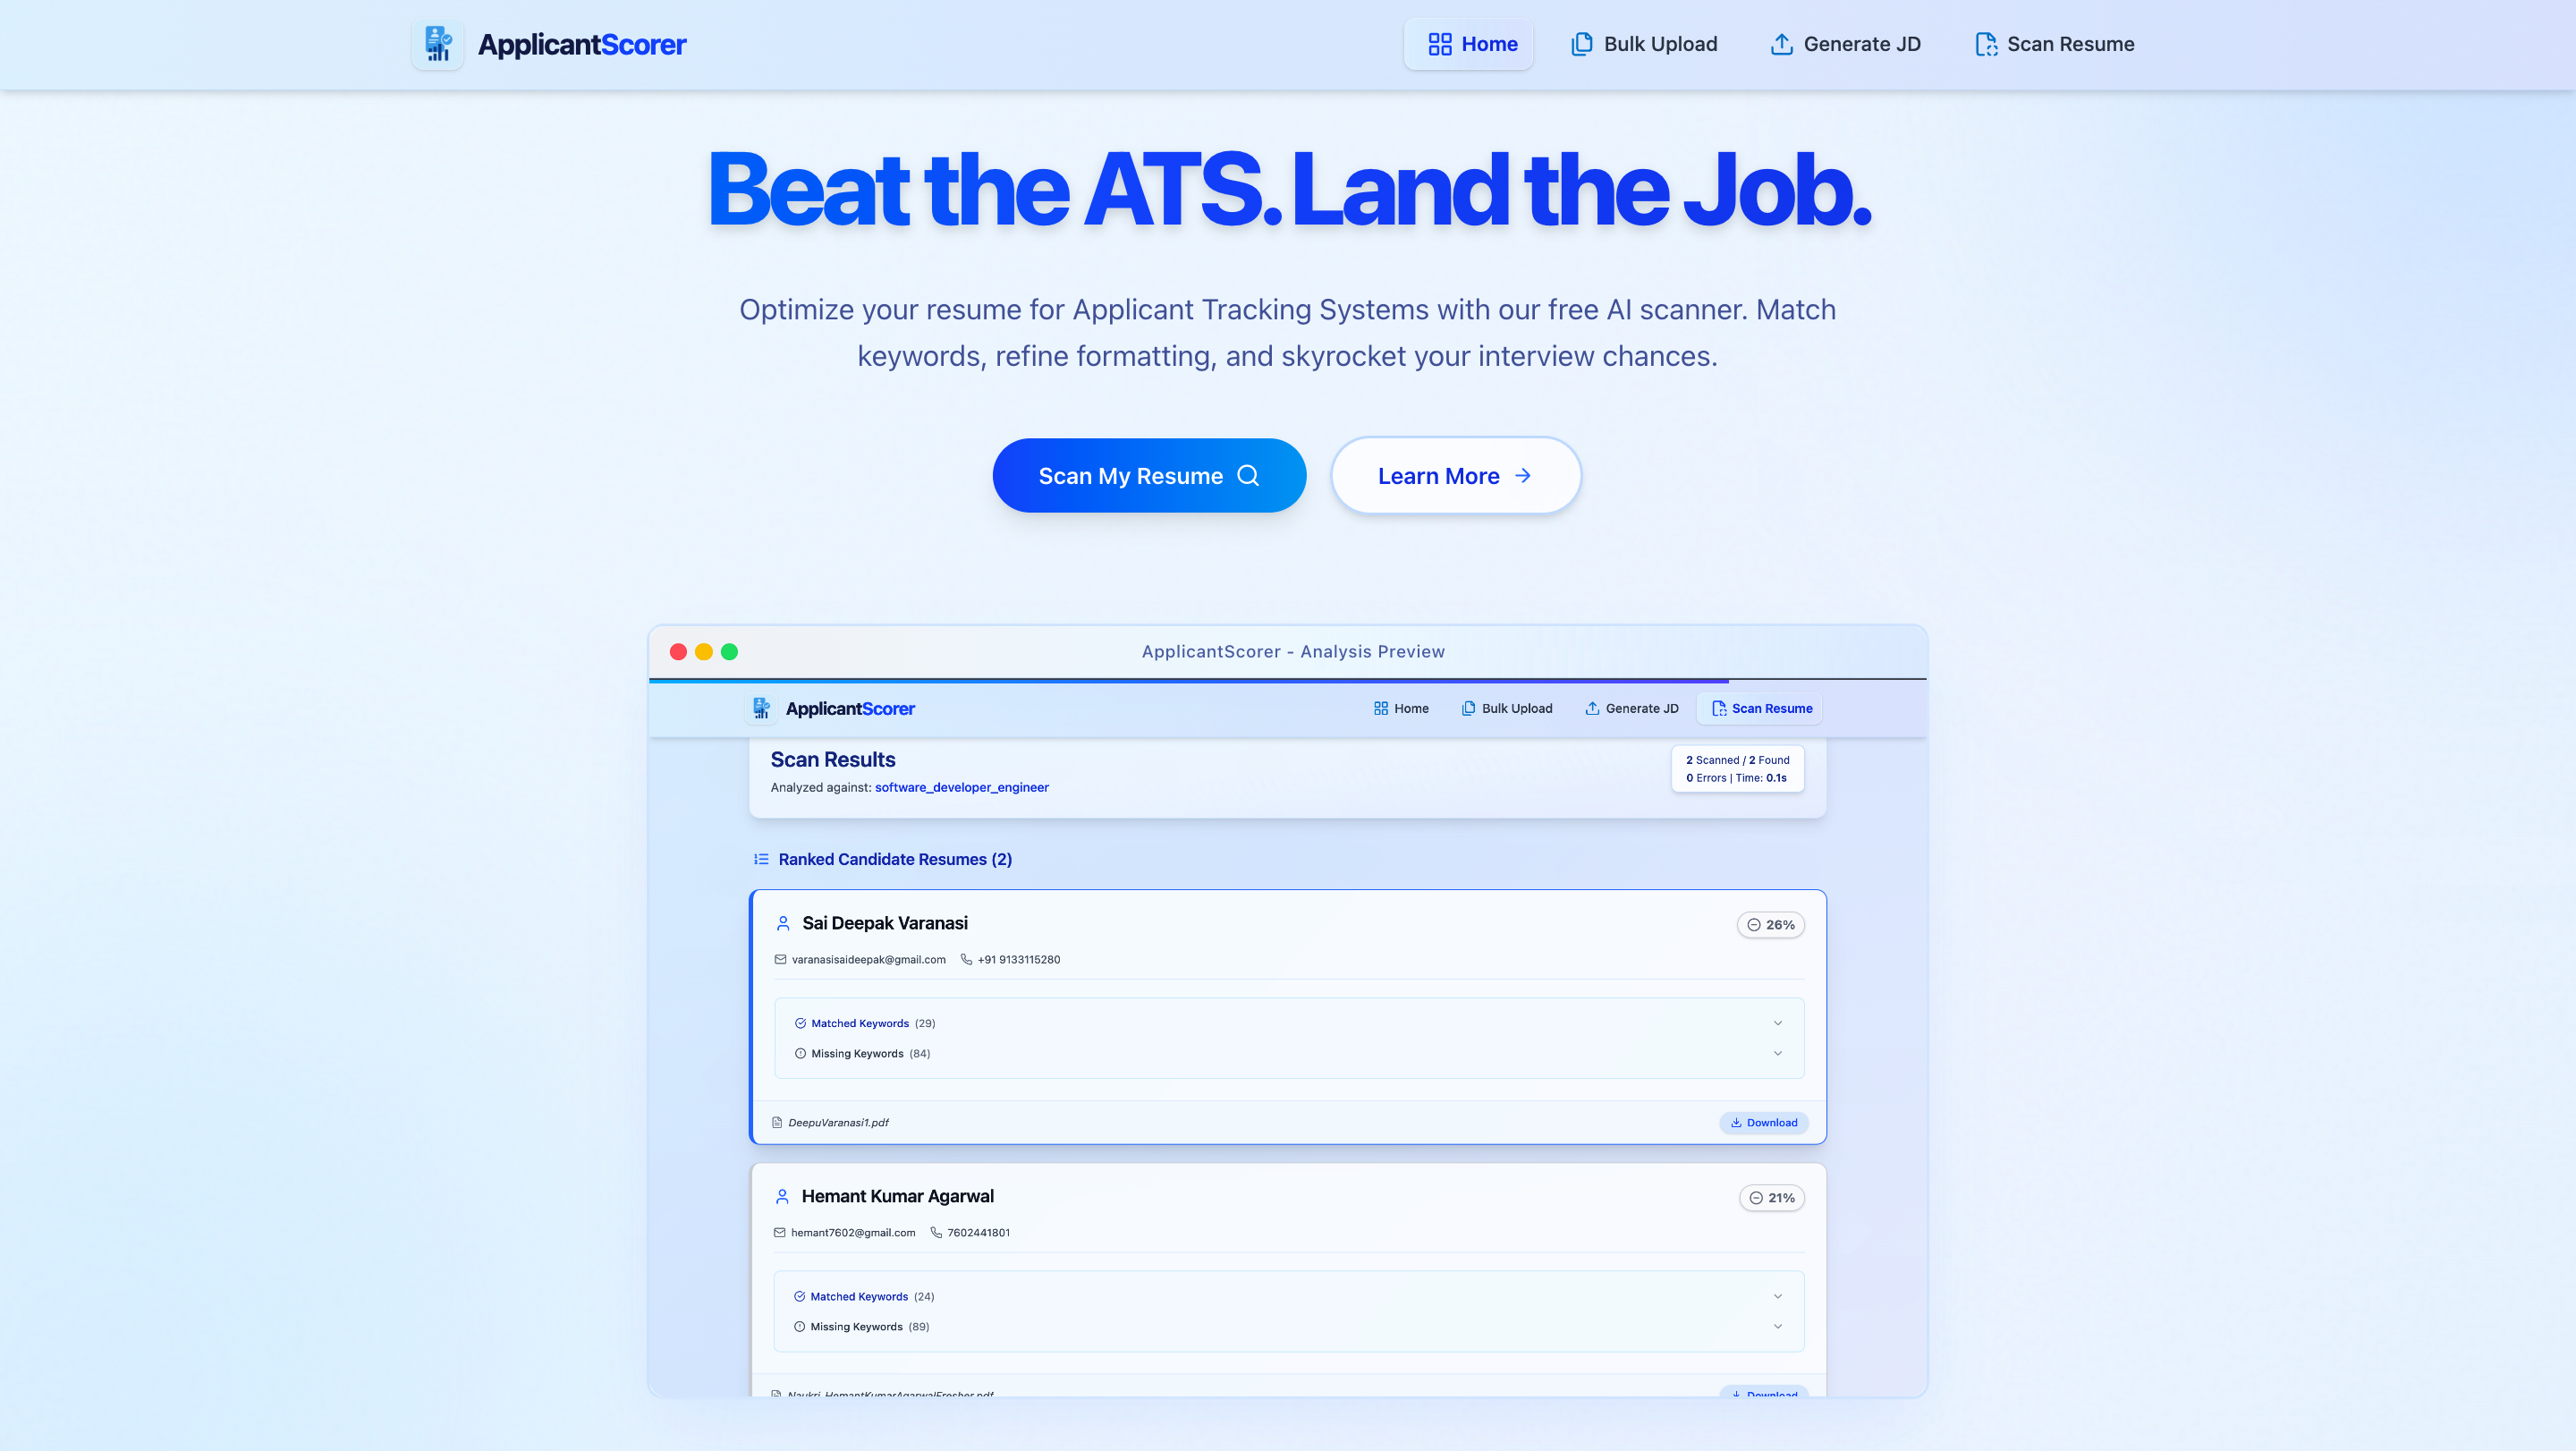 ApplicantScorer
Home
Bulk Upload
Generate JD
Scan Resume
Beat the ATS. Land the Job.
Optimize your resume for Applicant Tracking Systems with our free AI scanner. Match
keywords, refine formatting, and skyrocket your interview chances.
Scan My Resume
Learn More
ApplicantScorer - Analysis Preview
ApplicantScorer
Home
Bulk Upload
Generate JD
Scan Resume
Scan Results
2 Scanned / 2 Found
0 Errors | Time: 0.1s
Analyzed against: software_developer_engineer
Ranked Candidate Resumes (2)
Sai Deepak Varanasi
26%
varanasisaideepak@gmail.com
+91 9133115280
Matched Keywords (29)
Missing Keywords (84)
DeepuVaranasi1.pdf
Download
Hemant Kumar Agarwal
21%
hemant7602@gmail.com
7602441801
Matched Keywords (24)
Missing Keywords (89)
Naukri_HemantKumarAgarwalFresher.pdf
Download